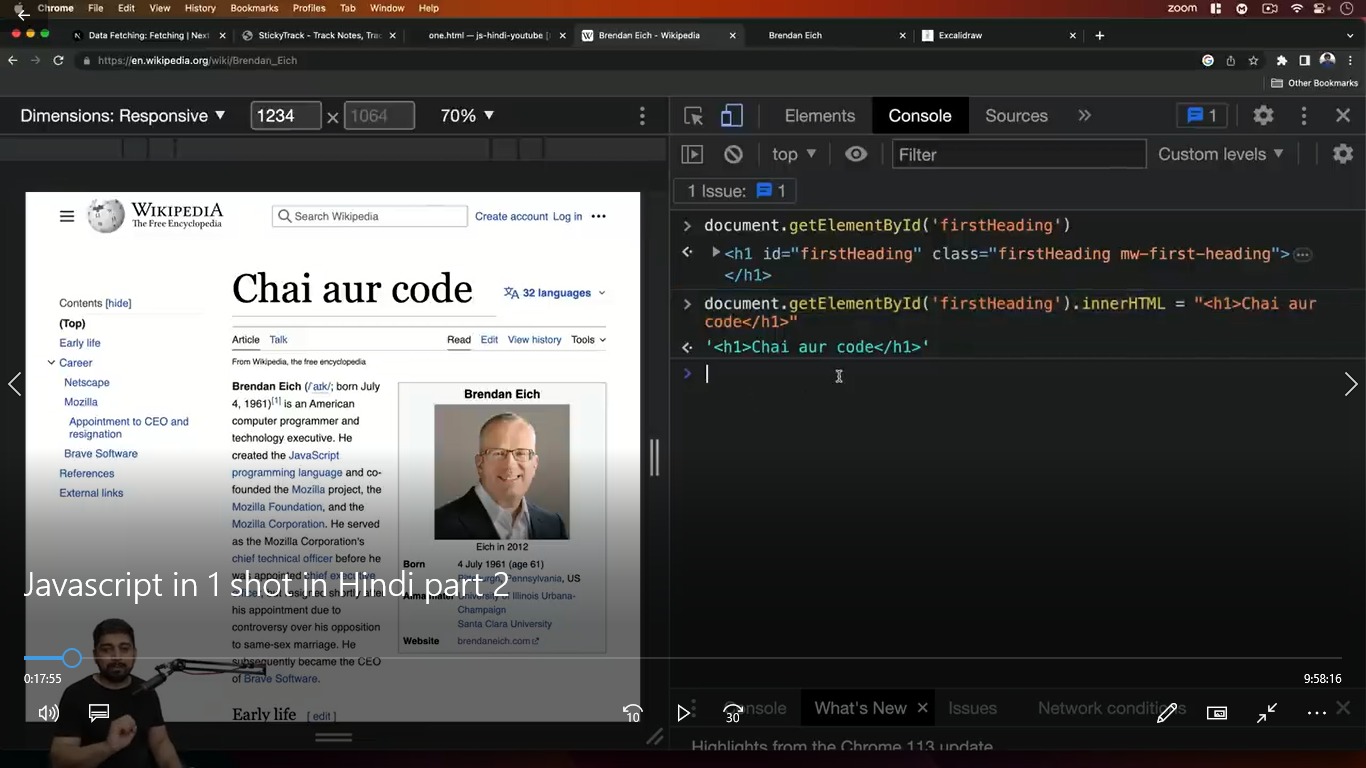 Chrome File Edit View History Bookmarks Profiles Tab Window Help zoom
Data Fetching: Fetching | Next
StickyTrack - Track Notes, Trac
one.html — js-hindi-youtube
Brendan Eich - Wikipedia
Brendan Eich
Excalidraw
https://en.wikipedia.org/wiki/Brendan_Eich
Other Bookmarks
Dimensions: Responsive ▼ 1234 × 1064 70% ▼
Elements Console Sources » 1
top ▼ Filter Custom levels ▼
1 Issue: 1
WIKIPEDIA
The Free Encyclopedia
Search Wikipedia
Create account Log in •••
Chai aur code
32 languages
Contents [hide]
(Top)
Early life
Career
Netscape
Mozilla
Appointment to CEO and
resignation
Brave Software
References
External links
Article Talk Read Edit View history Tools
From Wikipedia, the free encyclopedia
Brendan Eich (/ˈaɪk/; born July
4, 1961)[1] is an American
computer programmer and
technology executive. He
created the JavaScript
programming language and co-
founded the Mozilla project, the
Mozilla Foundation, and the
Mozilla Corporation. He served
as the Mozilla Corporation's
chief technical officer before he
was appointed chief executive
but resigned shortly after
his appointment due to
controversy over his opposition
to same-sex marriage. He
subsequently became the CEO
of Brave Software.
Early life [ edit ]
Brendan Eich
Eich in 2012
Born 4 July 1961 (age 61)
Pittsburgh, Pennsylvania, US
Alma mater University of Illinois Urbana-
Champaign
Santa Clara University
Website brendaneich.com
document.getElementById('firstHeading')
<h1 id="firstHeading" class="firstHeading mw-first-heading">
</h1>
document.getElementById('firstHeading').innerHTML = "<h1>Chai aur
code</h1>"
'<h1>Chai aur code</h1>'
Javascript in 1 shot in Hindi part 2
0:17:55
9:58:16
10
30
Console What's New × Issues Network conditions
Highlights from the Chrome 113 update